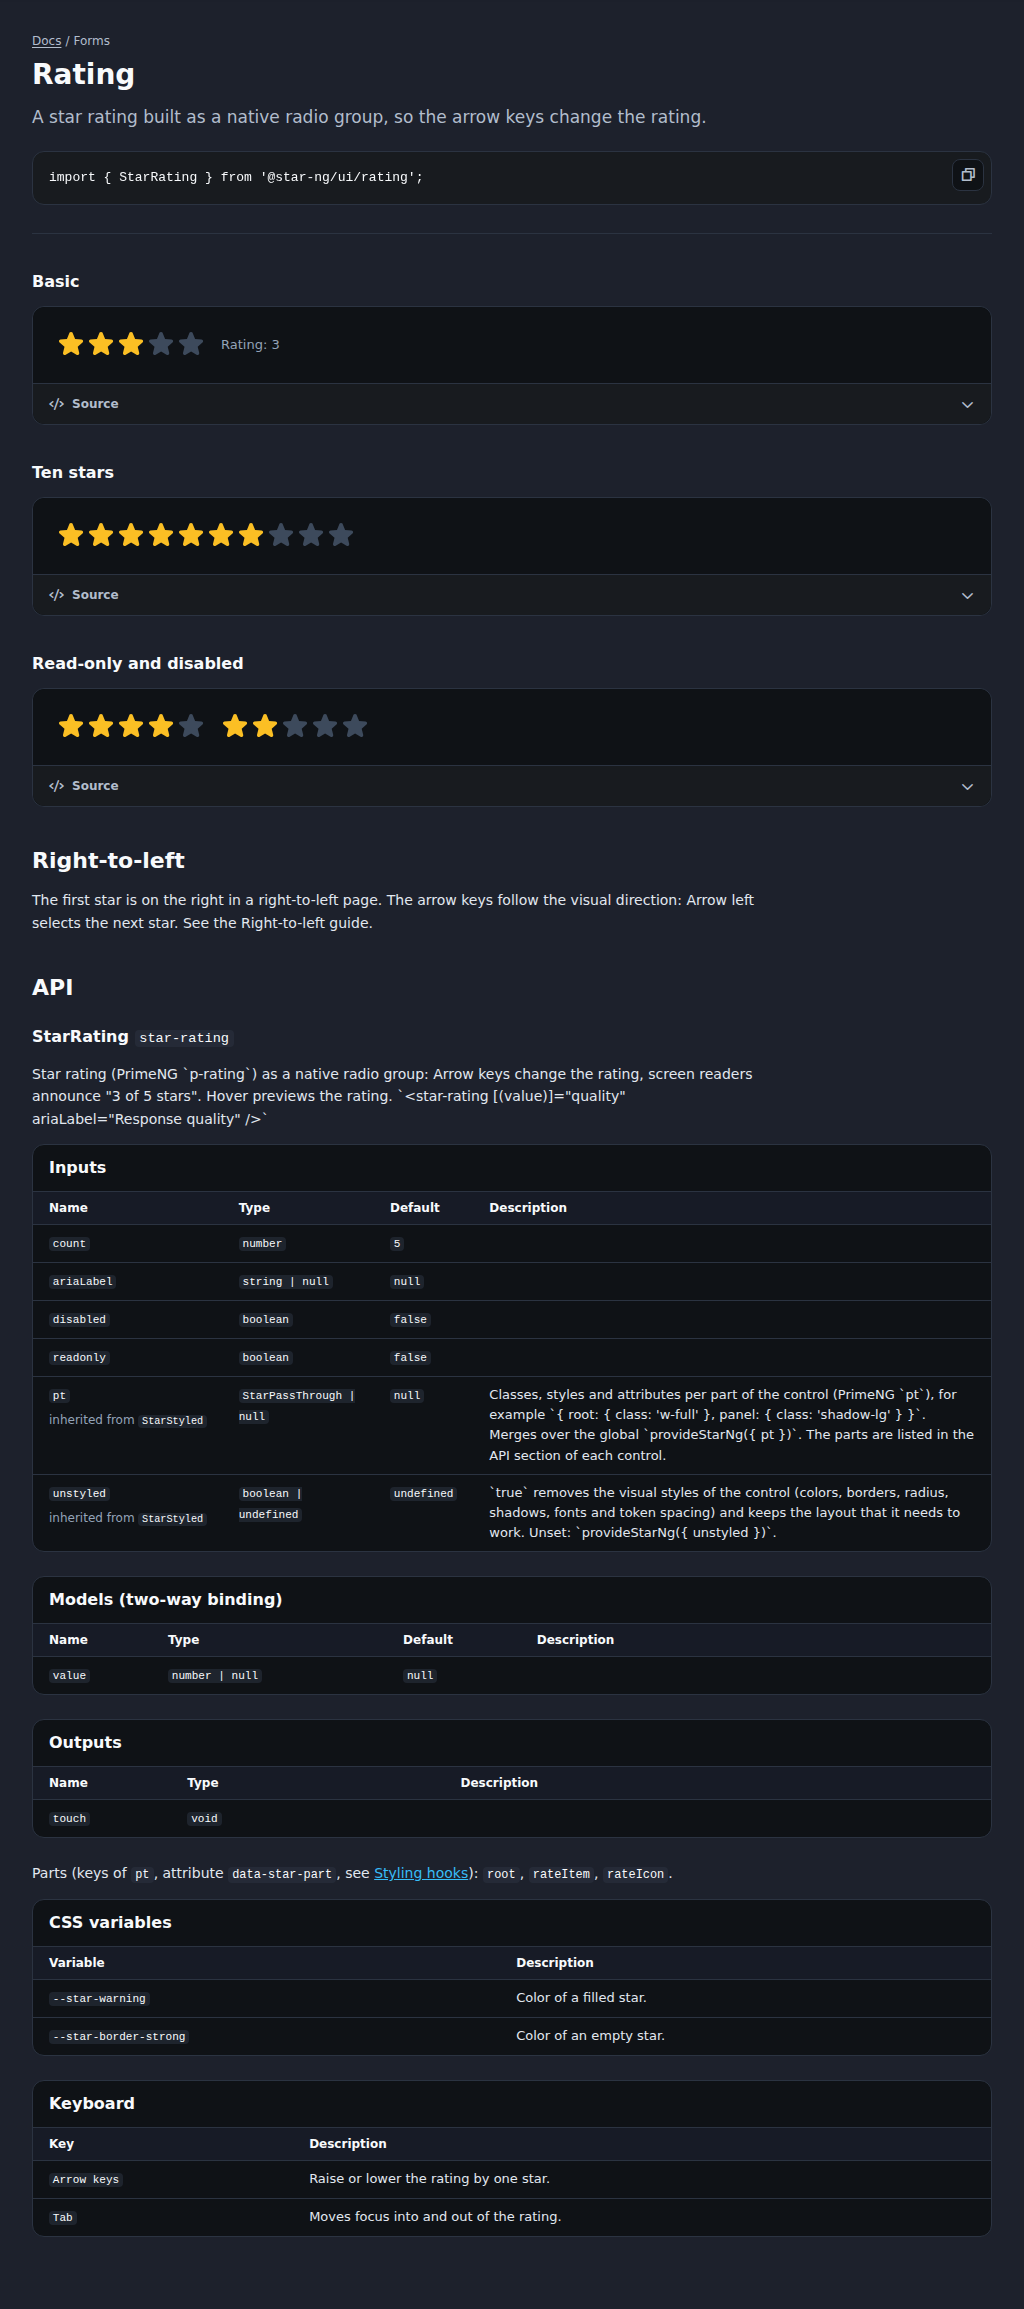 Docs / Forms
Rating
A star rating built as a native radio group, so the arrow keys change the rating.
import { StarRating } from '@star-ng/ui/rating';
Basic
Rating: 3
Source
Ten stars
Source
Read-only and disabled
Source
Right-to-left
The first star is on the right in a right-to-left page. The arrow keys follow the visual direction: Arrow left
selects the next star. See the Right-to-left guide.
API
StarRating star-rating
Star rating (PrimeNG `p-rating`) as a native radio group: Arrow keys change the rating, screen readers
announce "3 of 5 stars". Hover previews the rating. `<star-rating [(value)]="quality"
ariaLabel="Response quality" />`
Inputs
Name Type Default Description
count number 5
ariaLabel string | null null
disabled boolean false
readonly boolean false
pt StarPassThrough | null null Classes, styles and attributes per part of the control (PrimeNG `pt`), for
inherited from StarStyled example `{ root: { class: 'w-full' }, panel: { class: 'shadow-lg' } }`.
Merges over the global `provideStarNg({ pt })`. The parts are listed in the
API section of each control.
unstyled boolean | undefined undefined `true` removes the visual styles of the control (colors, borders, radius,
inherited from StarStyled shadows, fonts and token spacing) and keeps the layout that it needs to
work. Unset: `provideStarNg({ unstyled })`.
Models (two-way binding)
Name Type Default Description
value number | null null
Outputs
Name Type Description
touch void
Parts (keys of pt, attribute data-star-part, see Styling hooks): root, rateItem, rateIcon.
CSS variables
Variable Description
--star-warning Color of a filled star.
--star-border-strong Color of an empty star.
Keyboard
Key Description
Arrow keys Raise or lower the rating by one star.
Tab Moves focus into and out of the rating.